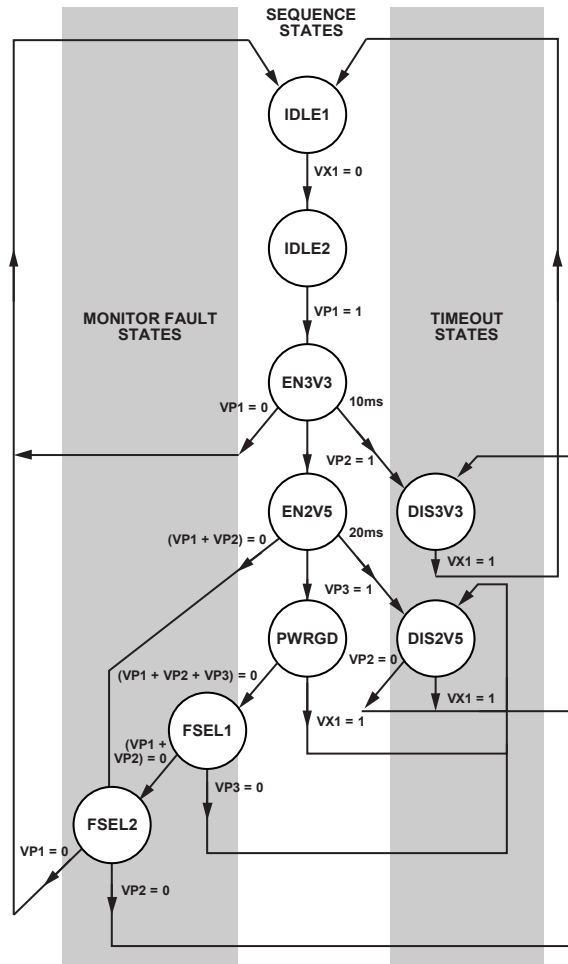 SEQUENCE
STATES
IDLE1
VX1 = 0
IDLE2
MONITOR FAULT
STATES
VP1 = 1
TIMEOUT
STATES
EN3V3
VP1 = 0
10ms
VP2 = 1
EN2V5
DIS3V3
(VP1 + VP2) = 0
20ms
VX1 = 1
VP3 = 1
PWRGD
DIS2V5
VP2 = 0
(VP1 + VP2 + VP3) = 0
VX1 = 1
FSEL1
VX1 = 1
(VP1 +
VP2) = 0
VP3 = 0
FSEL2
VP1 = 0
VP2 = 0